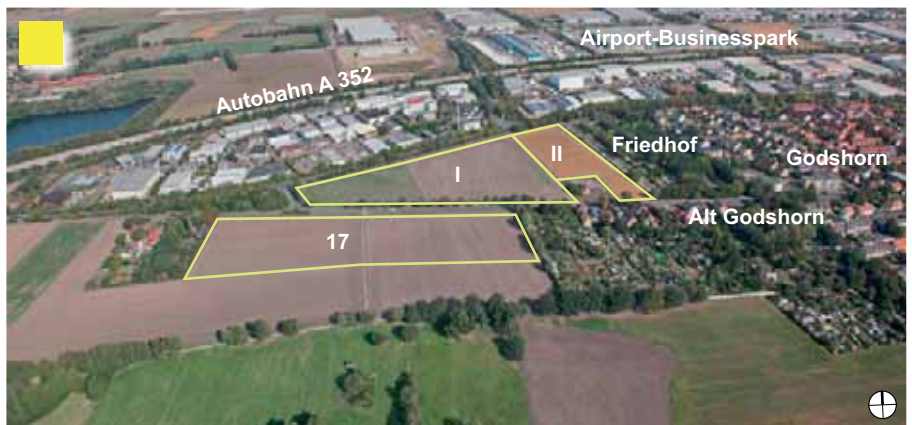 Airport-Businesspark
Autobahn A 352
II
Friedhof
I
Godshorn
Alt Godshorn
17